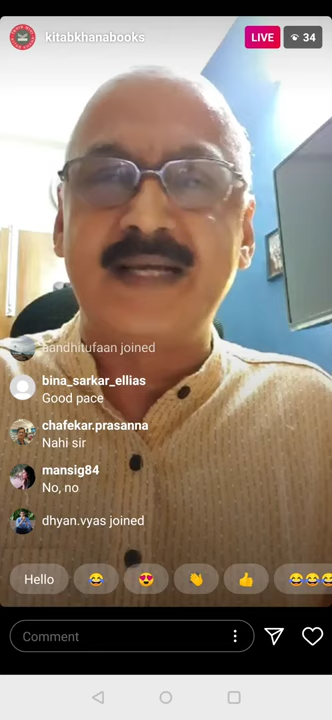 kitabkhanabooks
LIVE
34
aandhitufaan joined
bina_sarkar_ellias
Good pace
chafekar.prasanna
Nahi sir
mansig84
No, no
dhyan.vyas joined
Hello
Comment